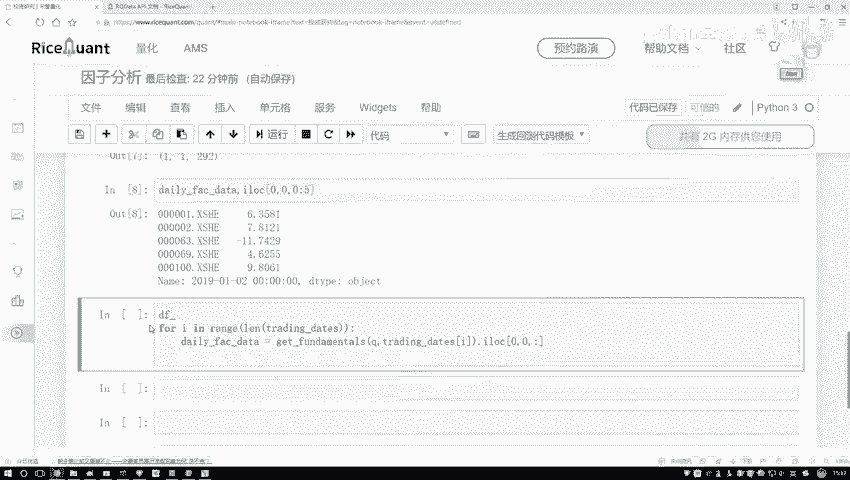 投资研究 | 米筐量化
RQData API 文档 - RiceQuant
https://www.ricequant.com/quant/
RiceQuant 量化 AMS 预约路演 帮助文档 社区
因子分析 最后检查: 22 分钟前 (自动保存)
文件 编辑 查看 插入 单元格 服务 Widgets 帮助 代码已保存 可信的 Python 3
运行 代码 生成回测代码模板 共有 2G 内存供您使用
Out[7]: (1, 1, 292)
In [8]: daily_fac_data.iloc[0,0,0:5]
Out[8]: 000001.XSHE 6.3581
000002.XSHE 7.8121
000063.XSHE -11.7429
000069.XSHE 4.6255
000100.XSHE 9.8061
Name: 2019-01-02 00:00:00, dtype: object
In [ ]: df_
for i in range(len(trading_dates)):
daily_fac_data = get_fundamentals(q,trading_dates[i]).iloc[0,0,:]
In [ ]:
In [ ]: